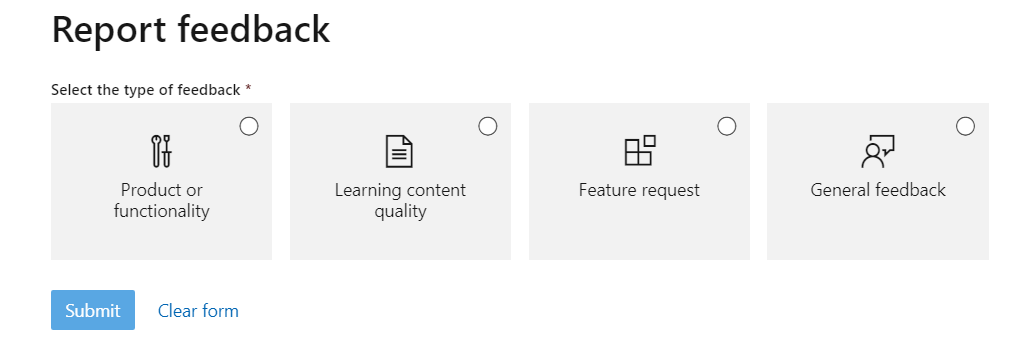 Report feedback
Select the type of feedback *
Product or
functionality
Learning content
quality
Feature request
General feedback
Submit
Clear form